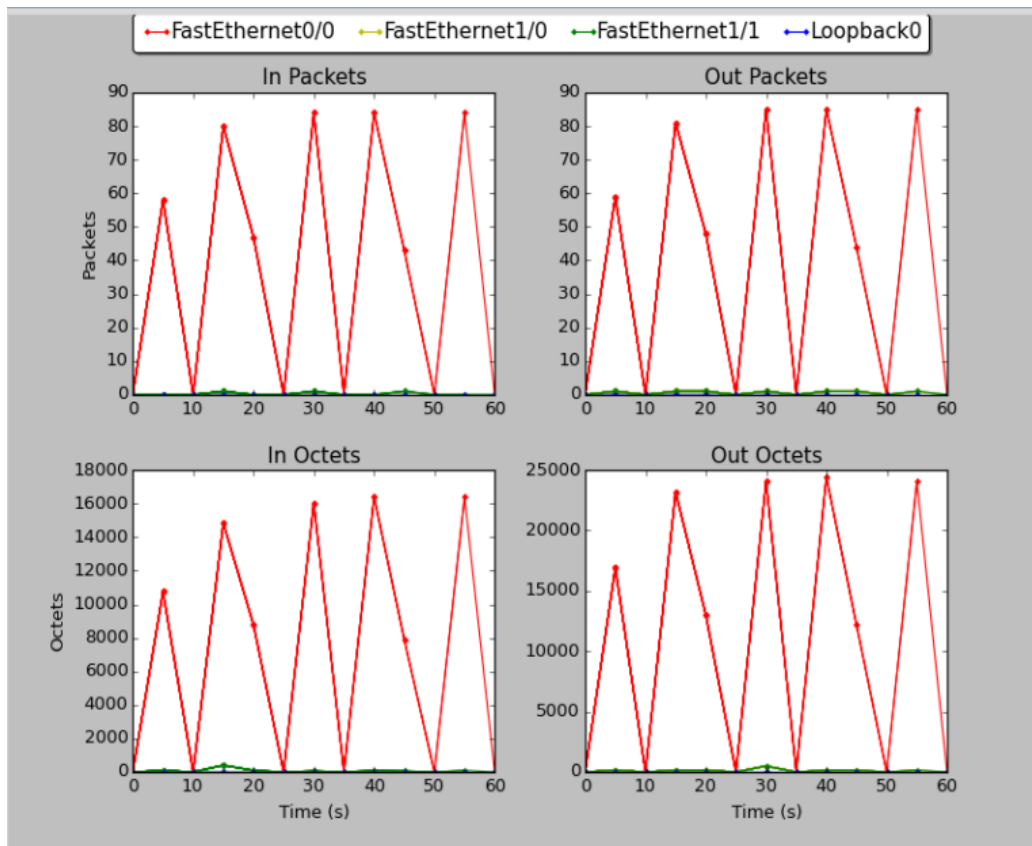 FastEthernet0/0 FastEthernet1/0 FastEthernet1/1 Loopback0
In Packets
90
80
70
60
50
40
30
20
10
0
Packets
0 10 20 30 40 50 60
Out Packets
90
80
70
60
50
40
30
20
10
0
0 10 20 30 40 50 60
In Octets
18000
16000
14000
12000
10000
8000
6000
4000
2000
0
Octets
0 10 20 30 40 50 60
Time (s)
Out Octets
25000
20000
15000
10000
5000
0
0 10 20 30 40 50 60
Time (s)